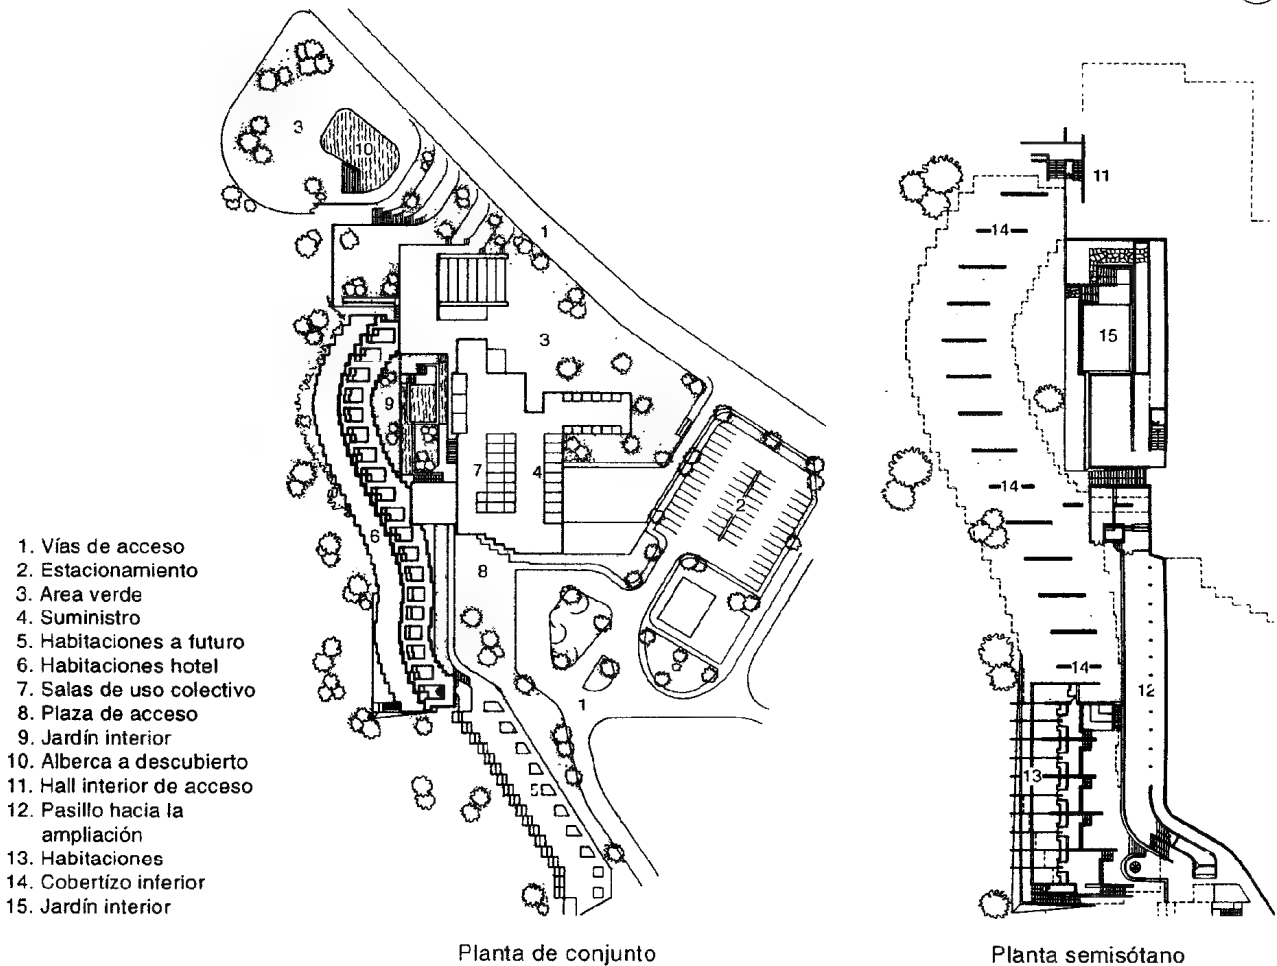 3
10
1
3
9
7
4
2
6
8
1
5
1. Vías de acceso
2. Estacionamiento
3. Area verde
4. Suministro
5. Habitaciones a futuro
6. Habitaciones hotel
7. Salas de uso colectivo
8. Plaza de acceso
9. Jardín interior
10. Alberca a descubierto
11. Hall interior de acceso
12. Pasillo hacia la
ampliación
13. Habitaciones
14. Cobertízo inferior
15. Jardín interior
Planta de conjunto
11
14
15
14
14
12
13
Planta semisótano